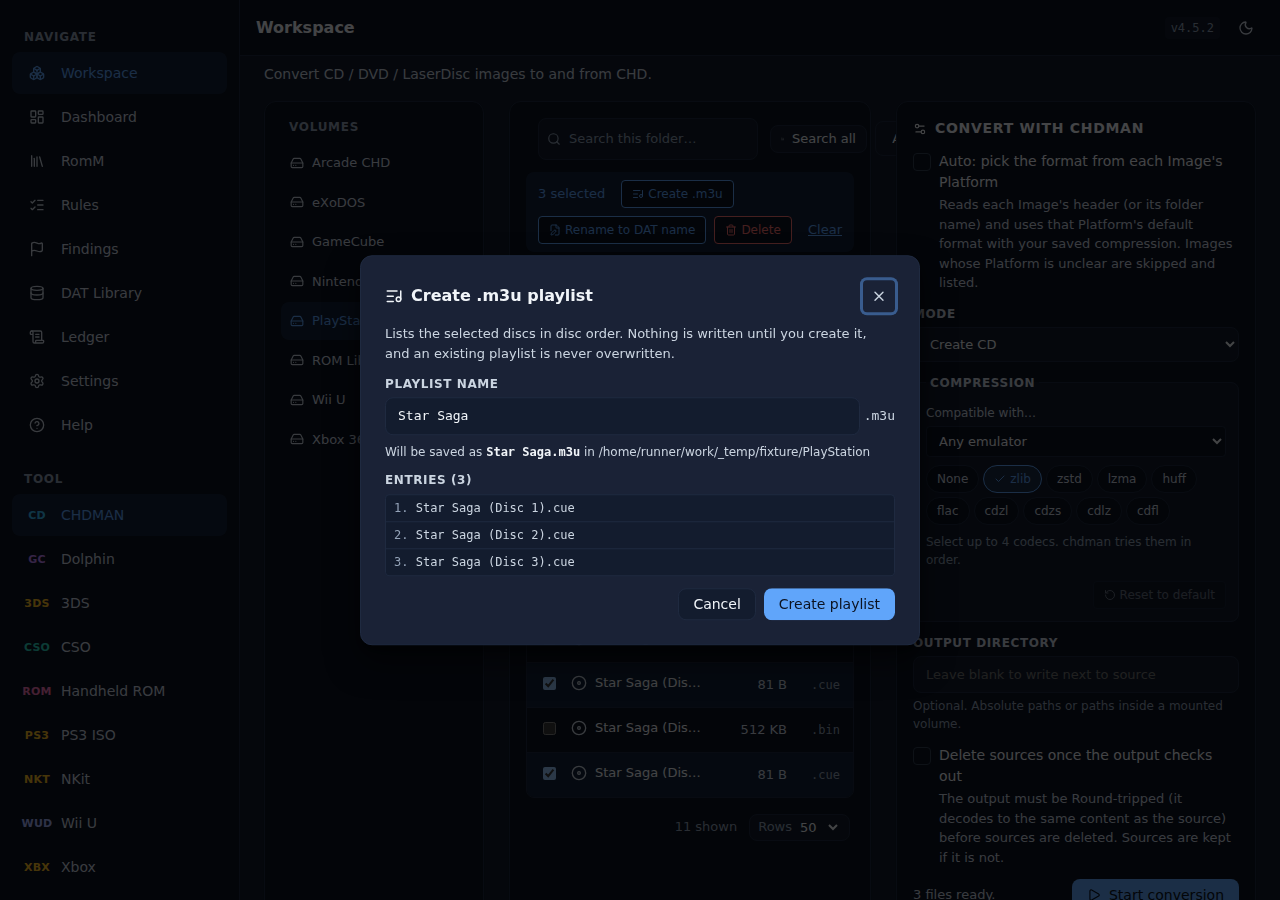 NAVIGATE
Workspace
Dashboard
RomM
Rules
Findings
DAT Library
Ledger
Settings
Help
TOOL
CD CHDMAN
GC Dolphin
3DS 3DS
CSO CSO
ROM Handheld ROM
PS3 PS3 ISO
NKT NKit
WUD Wii U
XBX Xbox
Workspace
v4.5.2
Convert CD / DVD / LaserDisc images to and from CHD.
VOLUMES
Arcade CHD
eXoDOS
GameCube
Ninten
PlaySta
ROM Li
Wii U
Xbox 36
Search this folder…
Search all
3 selected
Create .m3u
Rename to DAT name
Delete
Clear
Create .m3u playlist
Lists the selected discs in disc order. Nothing is written until you create it,
and an existing playlist is never overwritten.
PLAYLIST NAME
Star Saga
.m3u
Will be saved as Star Saga.m3u in /home/runner/work/_temp/fixture/PlayStation
ENTRIES (3)
1. Star Saga (Disc 1).cue
2. Star Saga (Disc 2).cue
3. Star Saga (Disc 3).cue
Cancel
Create playlist
Star Saga (Dis… 81 B .cue
Star Saga (Dis… 512 KB .bin
Star Saga (Dis… 81 B .cue
11 shown
Rows 50
CONVERT WITH CHDMAN
Auto: pick the format from each Image's
Platform
Reads each Image's header (or its folder
name) and uses that Platform's default
format with your saved compression. Images
whose Platform is unclear are skipped and
listed.
MODE
Create CD
COMPRESSION
Compatible with…
Any emulator
None
zlib
zstd
lzma
huff
flac
cdzl
cdzs
cdlz
cdfl
Select up to 4 codecs. chdman tries them in
order.
Reset to default
OUTPUT DIRECTORY
Leave blank to write next to source
Optional. Absolute paths or paths inside a mounted
volume.
Delete sources once the output checks
out
The output must be Round-tripped (it
decodes to the same content as the source)
before sources are deleted. Sources are kept
if it is not.
3 files ready.
Start conversion